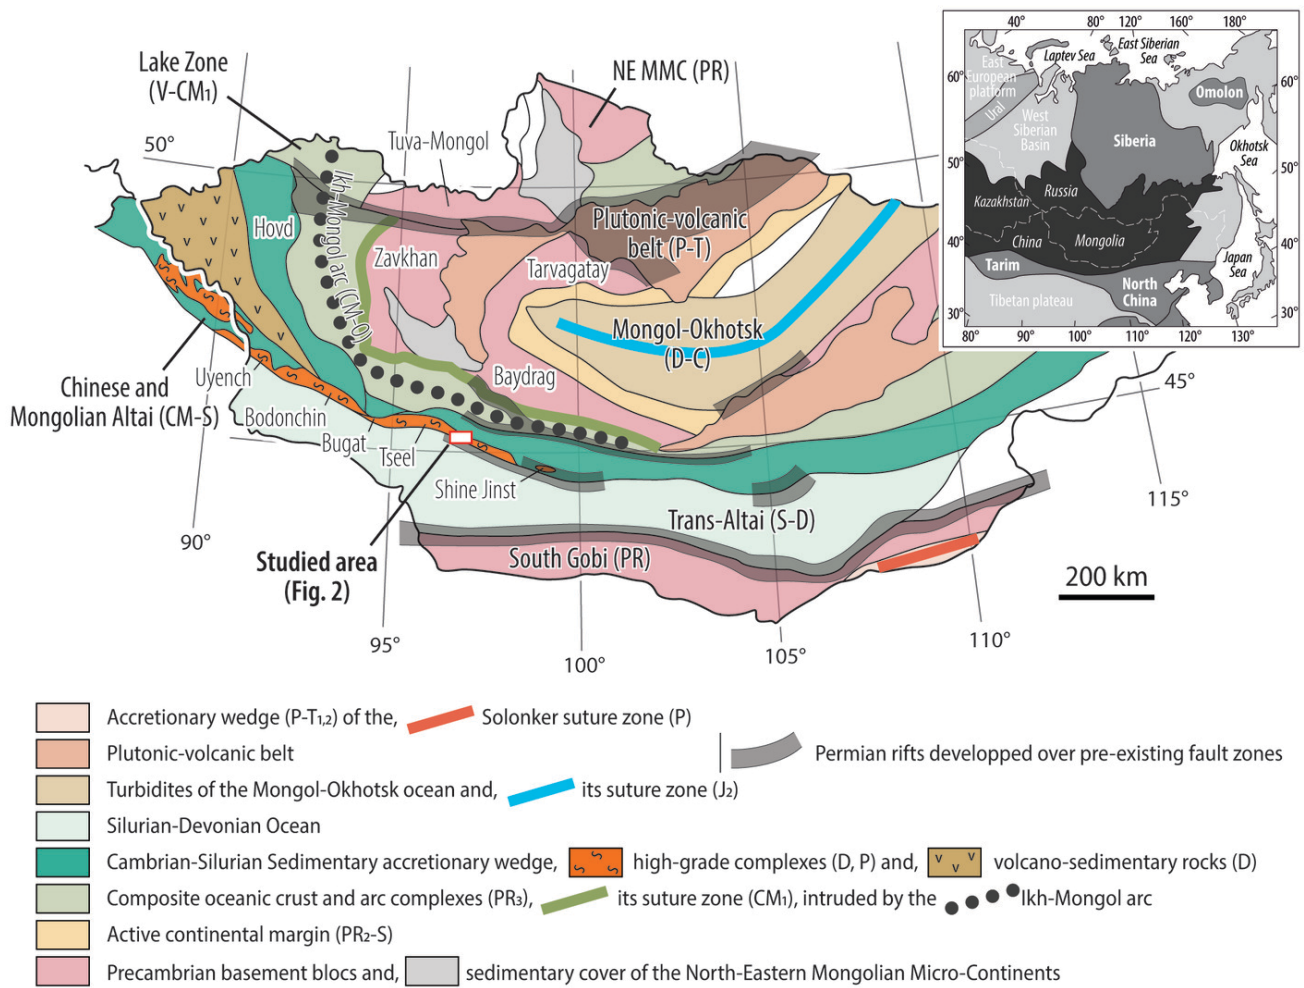 Lake Zone
(V-CM₁)
NE MMC (PR)
Tuva-Mongol
50°
Ikh-Mongol arc (CM-O)
Hovd
Zavkhan
Plutonic-volcanic
belt (P-T)
Tarvagatay
Mongol-Okhotsk
(D-C)
Baydrag
Chinese and
Mongolian Altai (CM-S)
Uyench
Bodonchin
Bugat
Tseel
Shine Jinst
Trans-Altai (S-D)
South Gobi (PR)
Studied area
(Fig. 2)
45°
115°
90°
95°
100°
105°
110°
200 km
40°
80°
120°
160°
180°
East
European
platform
Ural
Laptev Sea
East Siberian
Sea
Omolon
West
Siberian
Basin
Siberia
Okhotsk
Sea
Russia
Kazakhstan
China
Mongolia
Japan
Sea
Tarim
North
China
Tibetan plateau
60°
50°
40°
30°
60°
50°
40°
30°
80°
90°
100°
110°
120°
130°
Accretionary wedge (P-T₁,₂) of the, Solonker suture zone (P)
Plutonic-volcanic belt
Permian rifts developped over pre-existing fault zones
Turbidites of the Mongol-Okhotsk ocean and, its suture zone (J₂)
Silurian-Devonian Ocean
Cambrian-Silurian Sedimentary accretionary wedge, high-grade complexes (D, P) and, volcano-sedimentary rocks (D)
Composite oceanic crust and arc complexes (PR₃), its suture zone (CM₁), intruded by the Ikh-Mongol arc
Active continental margin (PR₂-S)
Precambrian basement blocs and, sedimentary cover of the North-Eastern Mongolian Micro-Continents